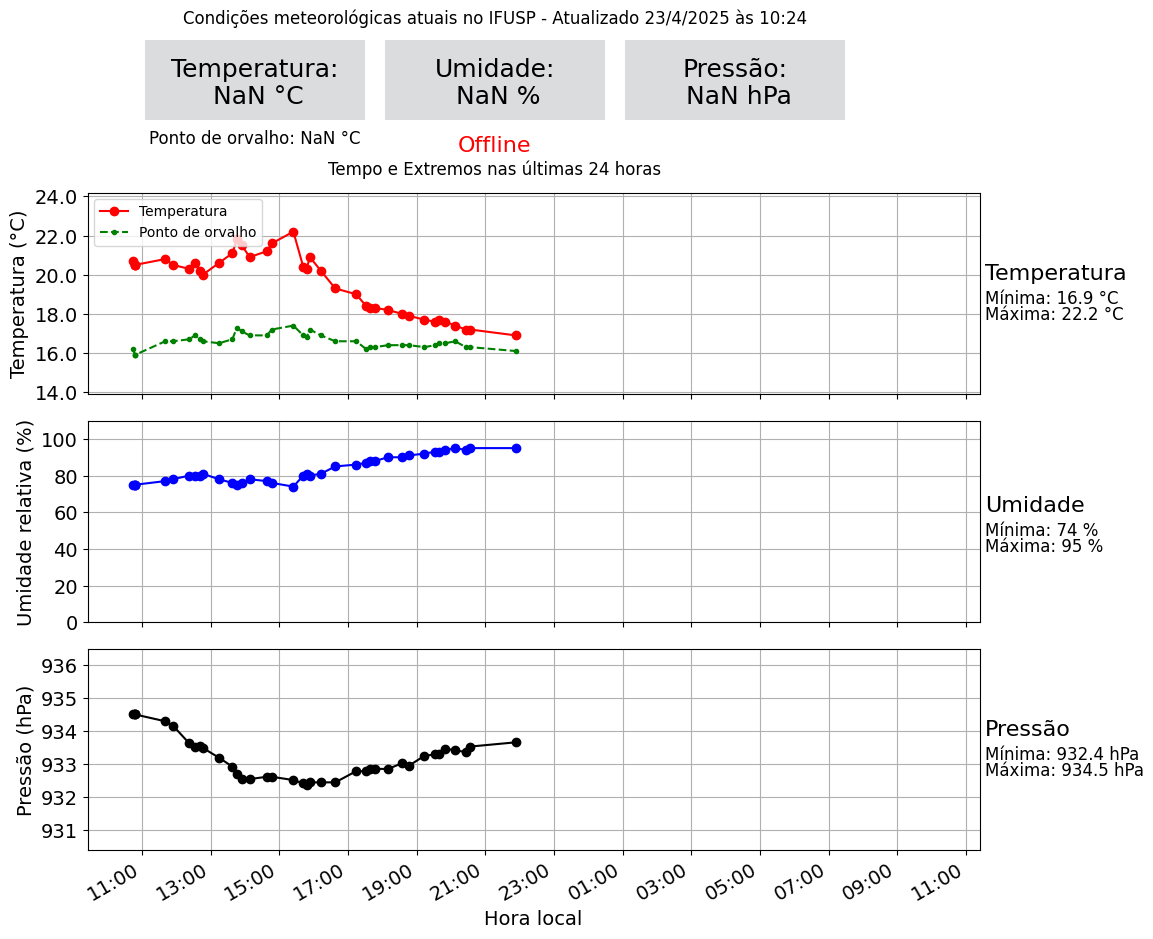 Condições meteorológicas atuais no IFUSP - Atualizado 23/4/2025 às 10:24
Temperatura:
NaN °C
Umidade:
NaN %
Pressão:
NaN hPa
Ponto de orvalho: NaN °C
Offline
Tempo e Extremos nas últimas 24 horas
Temperatura (°C)
24.0
22.0
20.0
18.0
16.0
14.0
Temperatura
Ponto de orvalho
Temperatura
Mínima: 16.9 °C
Máxima: 22.2 °C
Umidade relativa (%)
100
80
60
40
20
0
Umidade
Mínima: 74 %
Máxima: 95 %
Pressão (hPa)
936
935
934
933
932
931
Pressão
Mínima: 932.4 hPa
Máxima: 934.5 hPa
11:00 13:00 15:00 17:00 19:00 21:00 23:00 01:00 03:00 05:00 07:00 09:00 11:00
Hora local